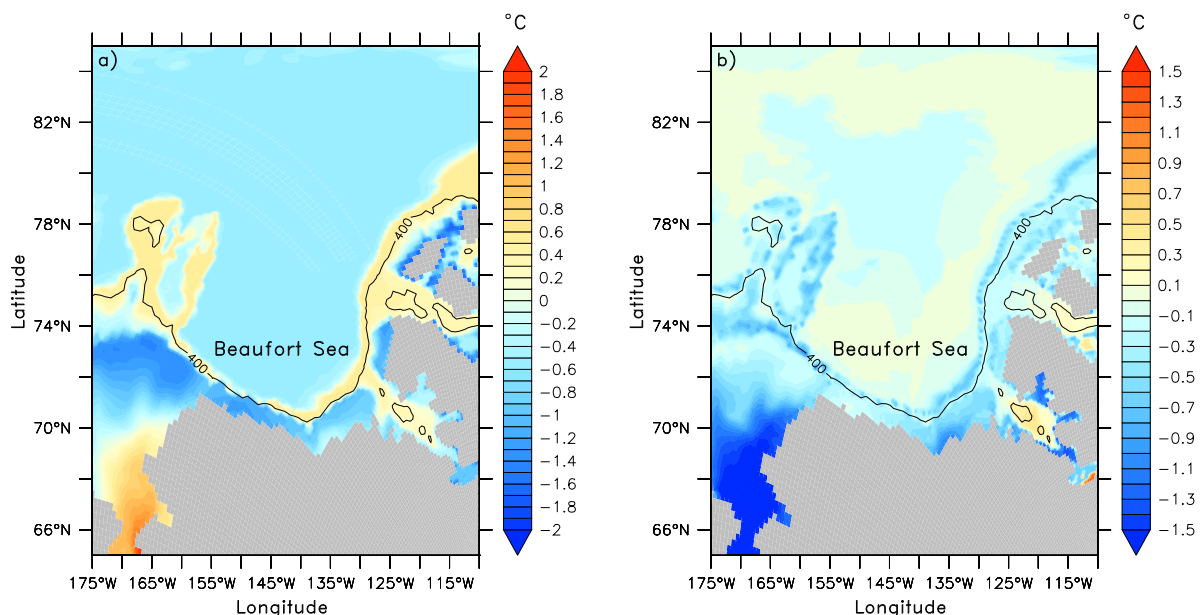 °C
°C
a)
b)
2
1.8
1.6
1.4
1.2
1
0.8
0.6
0.4
0.2
0
−0.2
−0.4
−0.6
−0.8
−1
−1.2
−1.4
−1.6
−1.8
−2
1.5
1.3
1.1
0.9
0.7
0.5
0.3
0.1
−0.1
−0.3
−0.5
−0.7
−0.9
−1.1
−1.3
−1.5
82°N
78°N
74°N
70°N
66°N
82°N
78°N
74°N
70°N
66°N
Latitude
Latitude
400
400
400
400
Beaufort Sea
Beaufort Sea
175°W 165°W 155°W 145°W 135°W 125°W 115°W
175°W 165°W 155°W 145°W 135°W 125°W 115°W
Longitude
Longitude